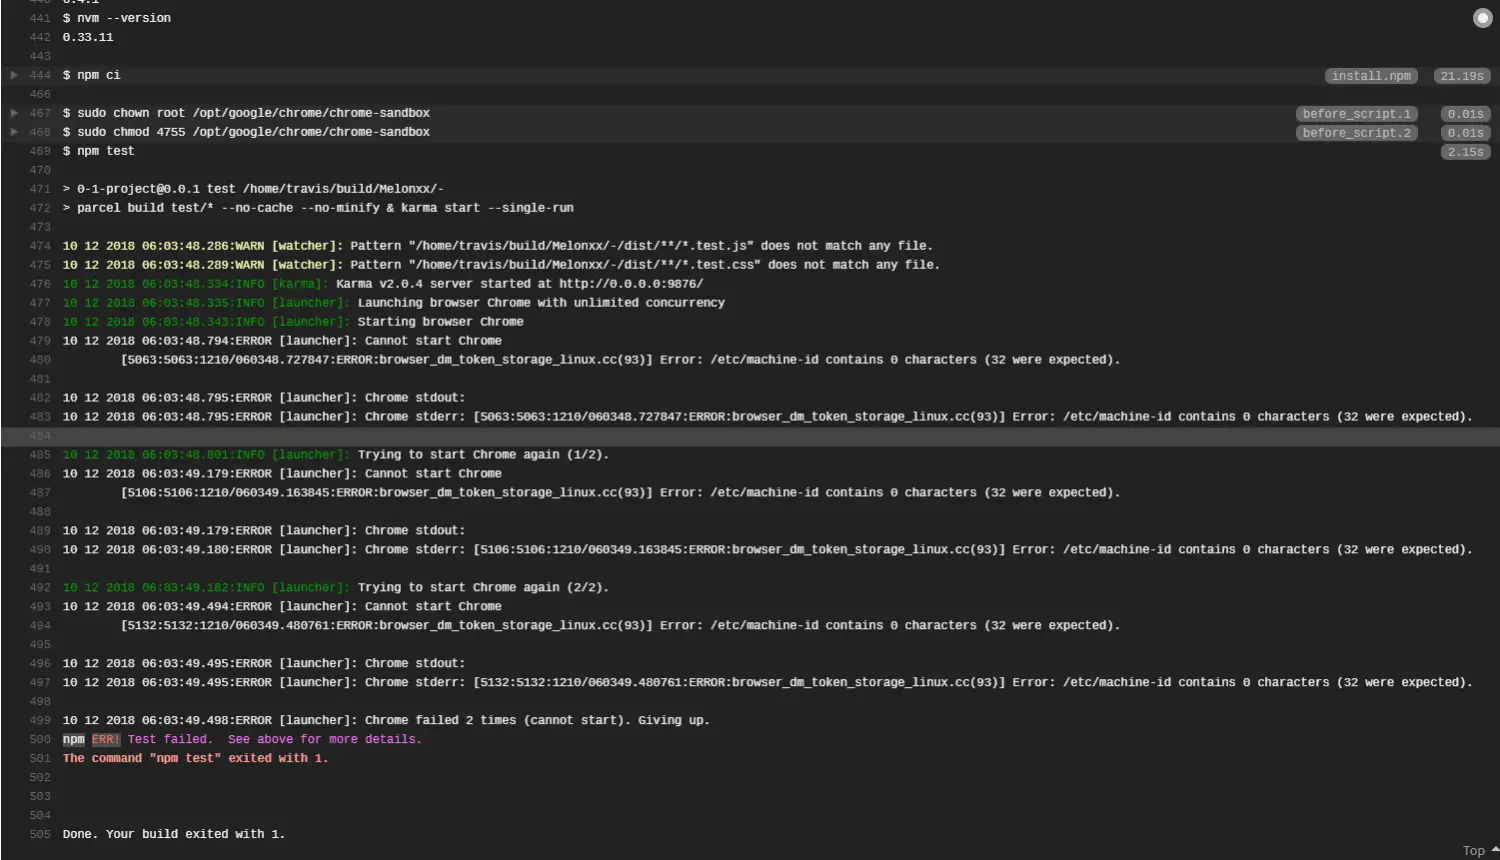 441 $ nvm --version
442 0.33.11
443
444 $ npm ci install.npm 21.19s
466
467 $ sudo chown root /opt/google/chrome/chrome-sandbox before_script.1 0.01s
468 $ sudo chmod 4755 /opt/google/chrome/chrome-sandbox before_script.2 0.01s
469 $ npm test 2.15s
470
471 > 0-1-project@0.0.1 test /home/travis/build/Melonxx/-
472 > parcel build test/* --no-cache --no-minify & karma start --single-run
473
474 10 12 2018 06:03:48.286:WARN [watcher]: Pattern "/home/travis/build/Melonxx/-/dist/**/*.test.js" does not match any file.
475 10 12 2018 06:03:48.289:WARN [watcher]: Pattern "/home/travis/build/Melonxx/-/dist/**/*.test.css" does not match any file.
476 10 12 2018 06:03:48.334:INFO [karma]: Karma v2.0.4 server started at http://0.0.0.0:9876/
477 10 12 2018 06:03:48.335:INFO [launcher]: Launching browser Chrome with unlimited concurrency
478 10 12 2018 06:03:48.343:INFO [launcher]: Starting browser Chrome
479 10 12 2018 06:03:48.794:ERROR [launcher]: Cannot start Chrome
480 [5063:5063:1210/060348.727847:ERROR:browser_dm_token_storage_linux.cc(93)] Error: /etc/machine-id contains 0 characters (32 were expected).
481
482 10 12 2018 06:03:48.795:ERROR [launcher]: Chrome stdout:
483 10 12 2018 06:03:48.795:ERROR [launcher]: Chrome stderr: [5063:5063:1210/060348.727847:ERROR:browser_dm_token_storage_linux.cc(93)] Error: /etc/machine-id contains 0 characters (32 were expected).
484
485 10 12 2018 06:03:48.801:INFO [launcher]: Trying to start Chrome again (1/2).
486 10 12 2018 06:03:49.179:ERROR [launcher]: Cannot start Chrome
487 [5106:5106:1210/060349.163845:ERROR:browser_dm_token_storage_linux.cc(93)] Error: /etc/machine-id contains 0 characters (32 were expected).
488
489 10 12 2018 06:03:49.179:ERROR [launcher]: Chrome stdout:
490 10 12 2018 06:03:49.180:ERROR [launcher]: Chrome stderr: [5106:5106:1210/060349.163845:ERROR:browser_dm_token_storage_linux.cc(93)] Error: /etc/machine-id contains 0 characters (32 were expected).
491
492 10 12 2018 06:03:49.182:INFO [launcher]: Trying to start Chrome again (2/2).
493 10 12 2018 06:03:49.494:ERROR [launcher]: Cannot start Chrome
494 [5132:5132:1210/060349.480761:ERROR:browser_dm_token_storage_linux.cc(93)] Error: /etc/machine-id contains 0 characters (32 were expected).
495
496 10 12 2018 06:03:49.495:ERROR [launcher]: Chrome stdout:
497 10 12 2018 06:03:49.495:ERROR [launcher]: Chrome stderr: [5132:5132:1210/060349.480761:ERROR:browser_dm_token_storage_linux.cc(93)] Error: /etc/machine-id contains 0 characters (32 were expected).
498
499 10 12 2018 06:03:49.498:ERROR [launcher]: Chrome failed 2 times (cannot start). Giving up.
500 npm ERR! Test failed.  See above for more details.
501 The command "npm test" exited with 1.
502
503
504
505 Done. Your build exited with 1.
Top